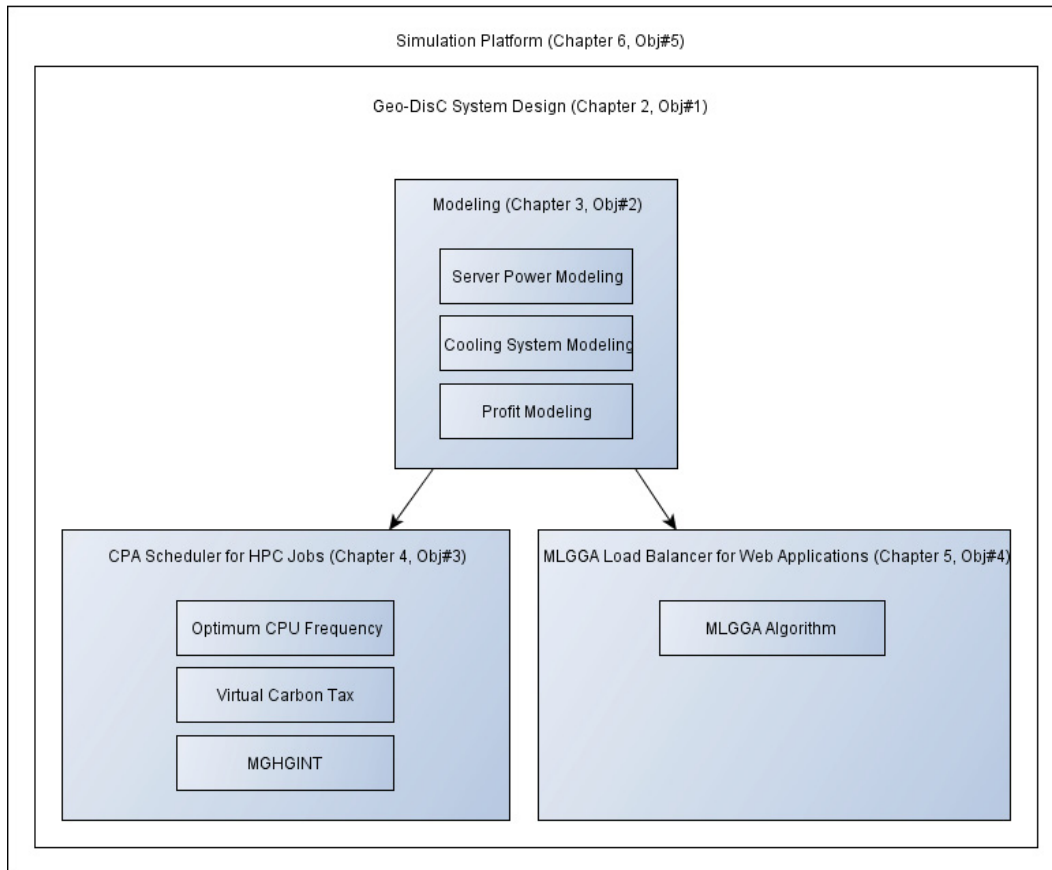 Simulation Platform (Chapter 6, Obj#5)
Geo-DisC System Design (Chapter 2, Obj#1)
Modeling (Chapter 3, Obj#2)
Server Power Modeling
Cooling System Modeling
Profit Modeling
CPA Scheduler for HPC Jobs (Chapter 4, Obj#3)
Optimum CPU Frequency
Virtual Carbon Tax
MGHGINT
MLGGA Load Balancer for Web Applications (Chapter 5, Obj#4)
MLGGA Algorithm